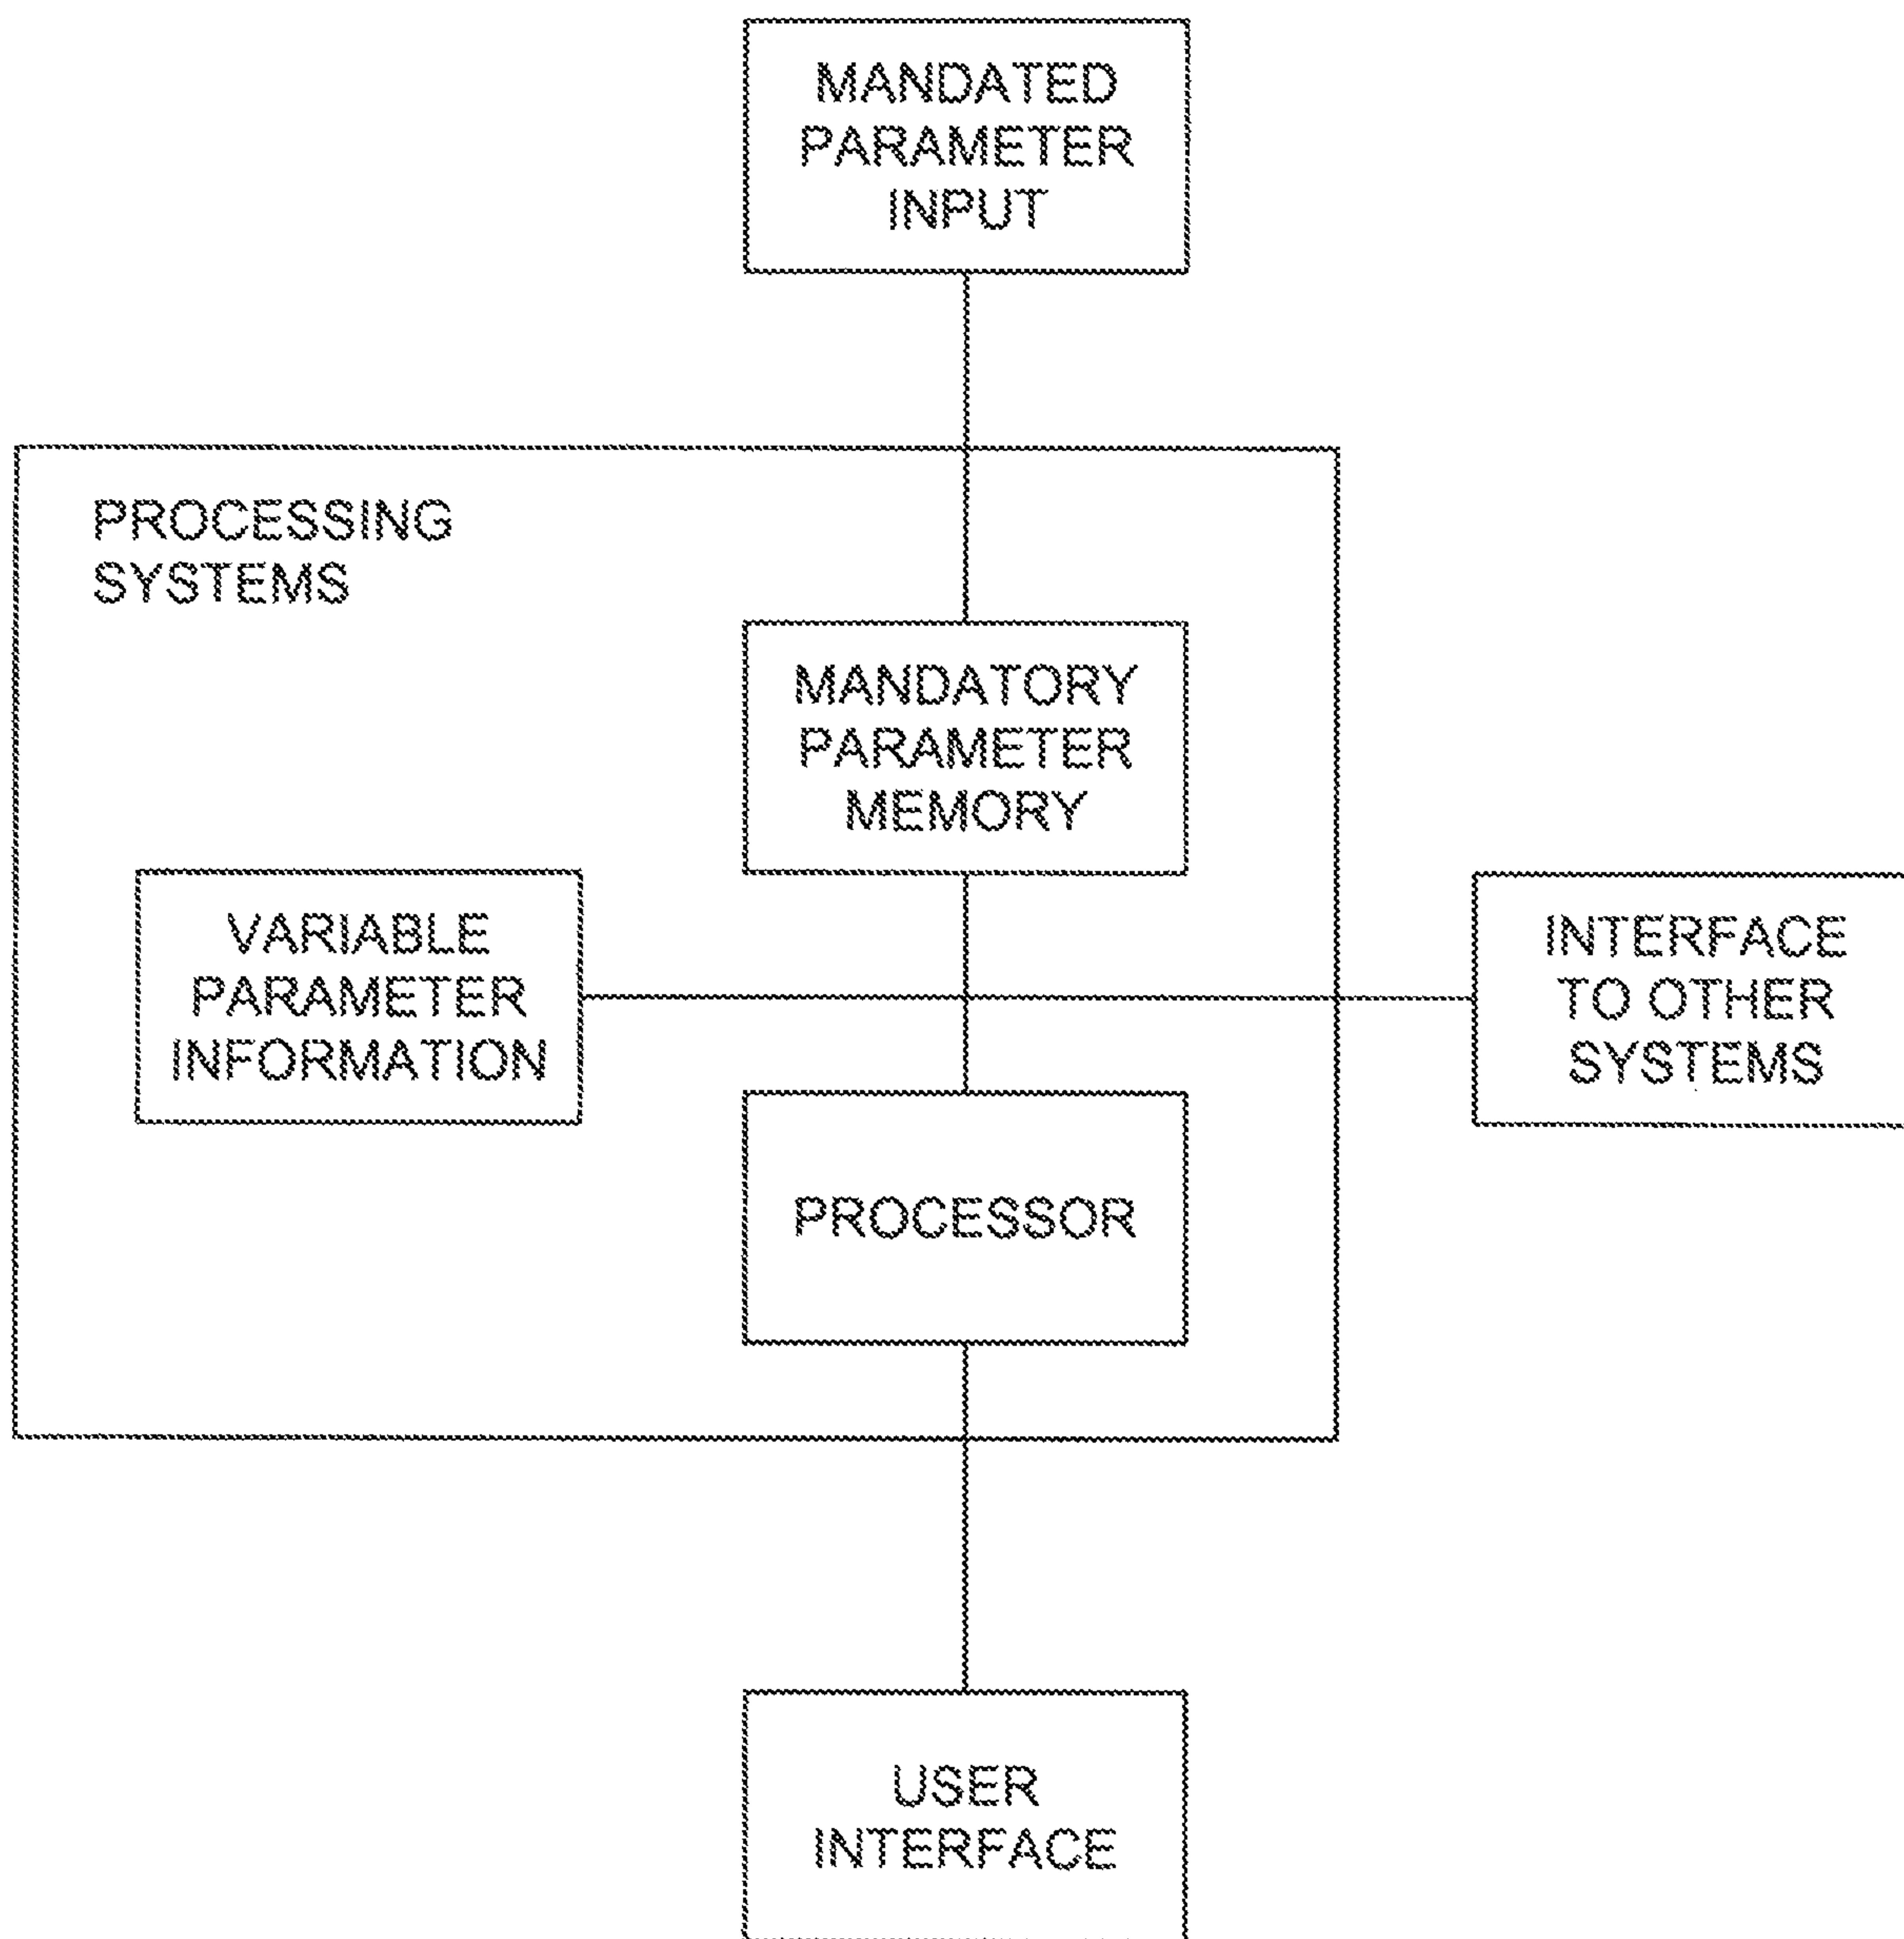 MANDATED
PARAMETER
INPUT
PROCESSING
SYSTEMS
MANDATORY
PARAMETER
MEMORY
VARIABLE
PARAMETER
INFORMATION
INTERFACE
TO OTHER
SYSTEMS
PROCESSOR
USER
INTERFACE